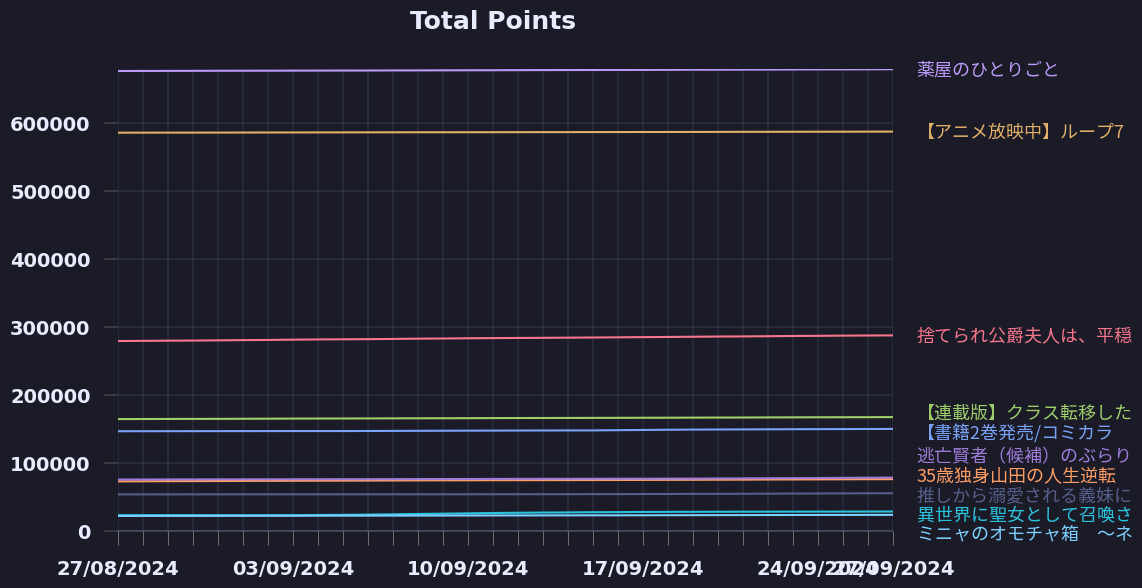 Total Points
薬屋のひとりごと
600000
【アニメ放映中】ループ7
500000
400000
300000
捨てられ公爵夫人は、平穏
200000
【連載版】クラス転移した
【書籍2巻発売/コミカラ
100000
逃亡賢者（候補）のぶらり
35歳独身山田の人生逆転
推しから溺愛される義妹に
異世界に聖女として召喚さ
0
ミニャのオモチャ箱　～ネ
27/08/2024
03/09/2024
10/09/2024
17/09/2024
24/09/2024
27/09/2024